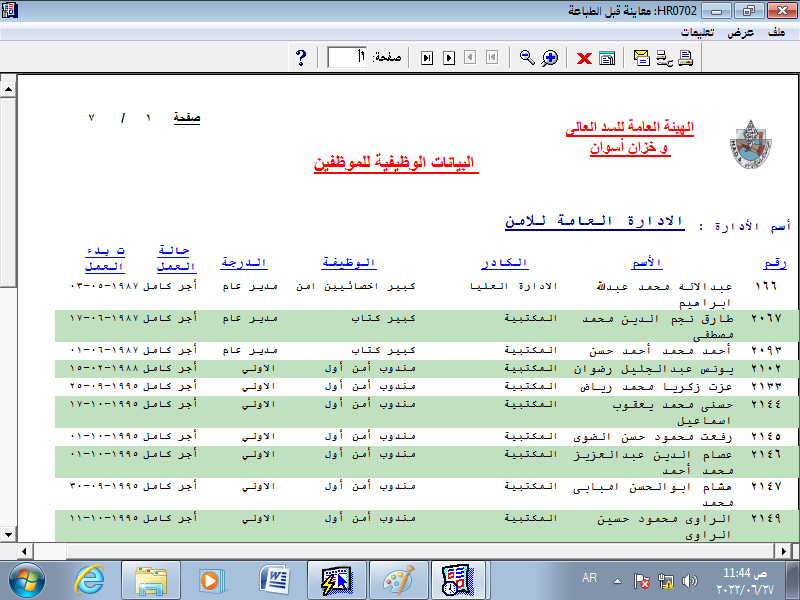 HR0702: معاينة قبل الطباعة
ملف عرض تعليمات
صفحة: ١
صفحة ١ / ٧
الهيئة العامة للسد العالى
و خزان أسوان
البيانات الوظيفية للموظفين
أسم الأدارة : الادارة العامة للامن
رقم الأسم الكادر الوظيفة الدرجة حالة العمل ت بدء العمل
١٦٦ عبدالالة محمد عبدالله ابراهيم الادارة العليا كبير اخصائيين امن مدير عام أجر كامل ٠٣-٠٥-١٩٨٧
٢٠٦٧ طارق نجم الدين محمد مصطفى المكتبية كبير كتاب مدير عام أجر كامل ١٧-٠٦-١٩٨٧
٢٠٩٣ أحمد محمد أحمد حسن المكتبية كبير كتاب مدير عام أجر كامل ٠١-٠٦-١٩٨٧
٢١٠٢ يونس عبدالجليل رضوان المكتبية مندوب أمن أول الاولي أجر كامل ١٥-٠٢-١٩٨٨
٢١٣٣ عزت زكريا محمد رياض المكتبية مندوب أمن أول الاولي أجر كامل ٢٥-٠٩-١٩٩٥
٢١٤٤ حسنى محمد يعقوب اسماعيل المكتبية مندوب أمن أول الاولي أجر كامل ١٧-١٠-١٩٩٥
٢١٤٥ رفعت محمود حسن الضوى المكتبية مندوب أمن أول الاولي أجر كامل ٠١-١٠-١٩٩٥
٢١٤٦ عصام الدين عبدالعزيز محمد أحمد المكتبية مندوب أمن أول الاولي أجر كامل ٠١-١٠-١٩٩٥
٢١٤٧ هشام ابوالحسن امبابى محمد المكتبية مندوب أمن أول الاولي أجر كامل ٣٠-٠٩-١٩٩٥
٢١٤٩ الراوى محمود حسين الراوى المكتبية مندوب أمن أول الاولي أجر كامل ١١-١٠-١٩٩٥
AR
11:44 ص
٢٠٢٢/٠٦/٢٧